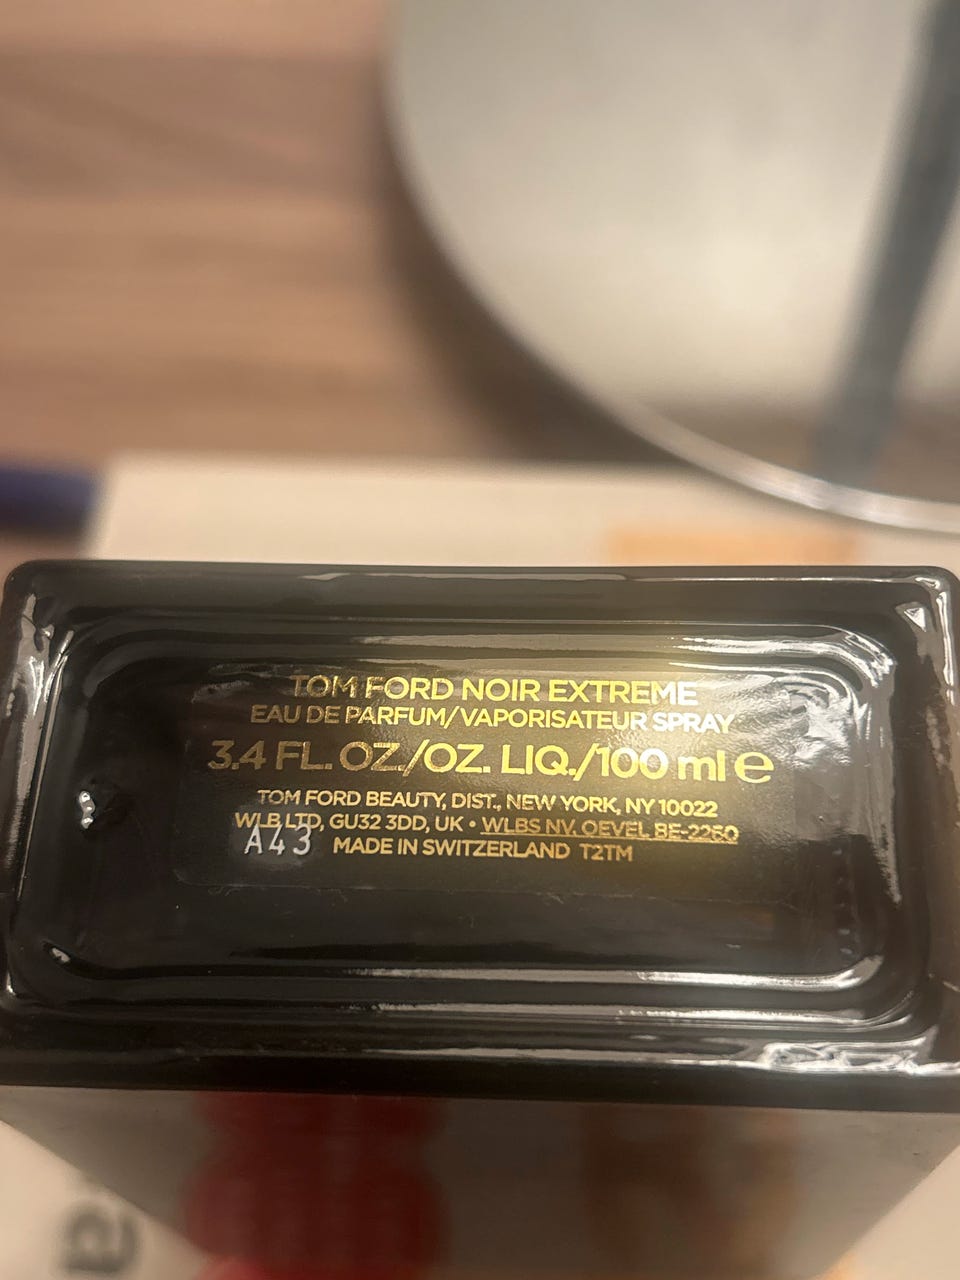 TOM FORD NOIR EXTREME
EAU DE PARFUM/VAPORISATEUR SPRAY
3.4 FL. OZ./OZ. LIQ./100 ml e
TOM FORD BEAUTY, DIST., NEW YORK, NY 10022
WLB LTD, GU32 3DD, UK • WLBS NV, OEVEL BE-2260
A43 MADE IN SWITZERLAND T2TM
a